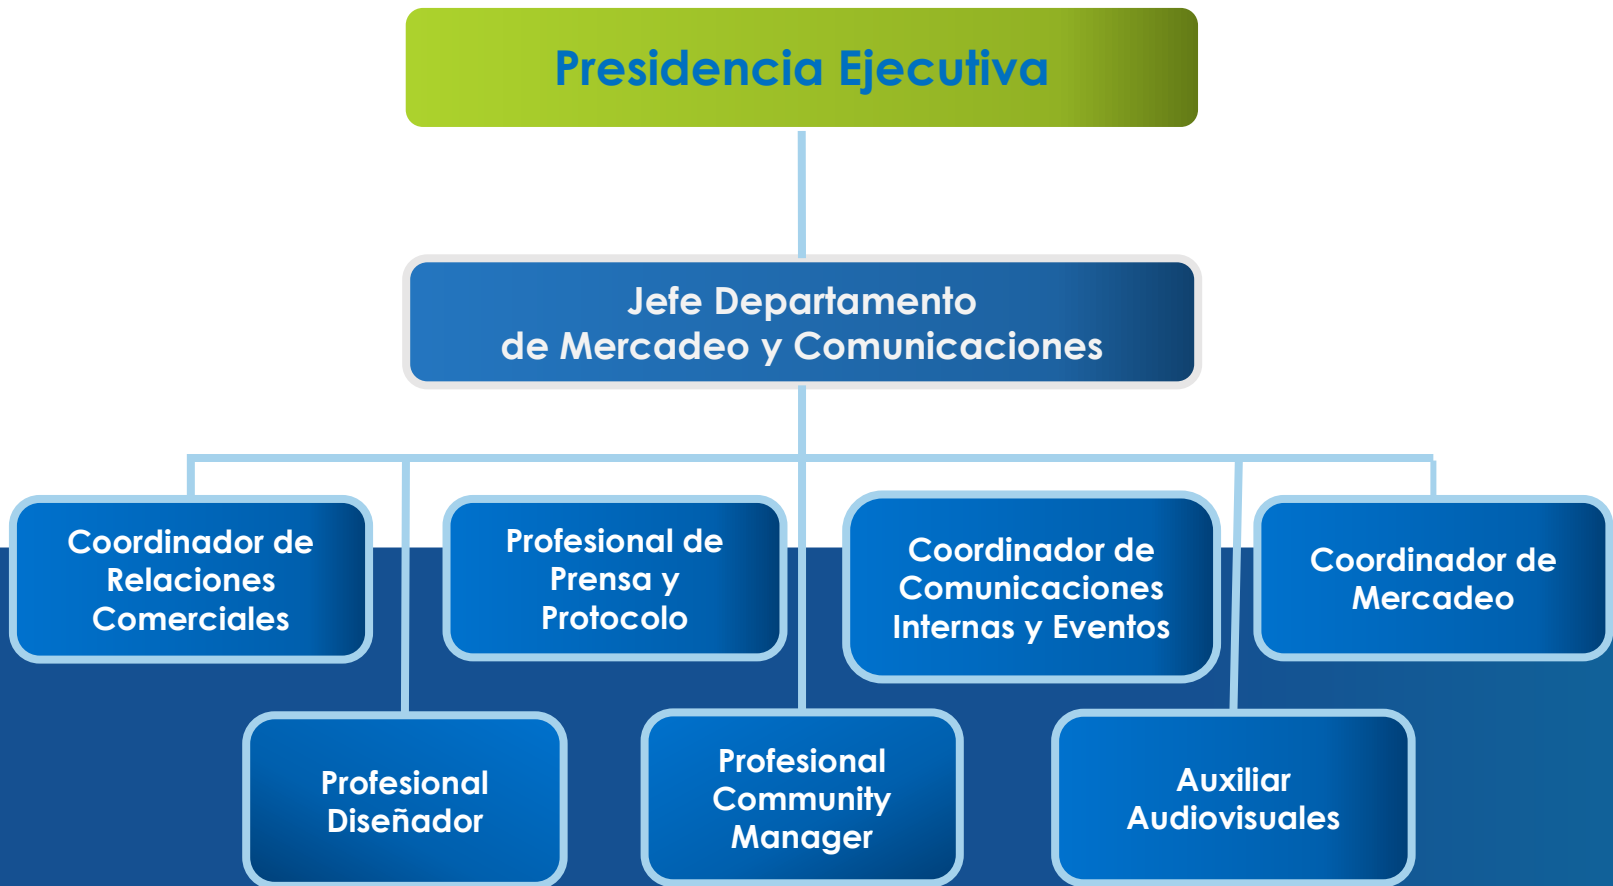 Presidencia Ejecutiva
Jefe Departamento
de Mercadeo y Comunicaciones
Coordinador de
Relaciones
Comerciales
Profesional de
Prensa y
Protocolo
Coordinador de
Comunicaciones
Internas y Eventos
Coordinador de
Mercadeo
Profesional
Diseñador
Profesional
Community
Manager
Auxiliar
Audiovisuales